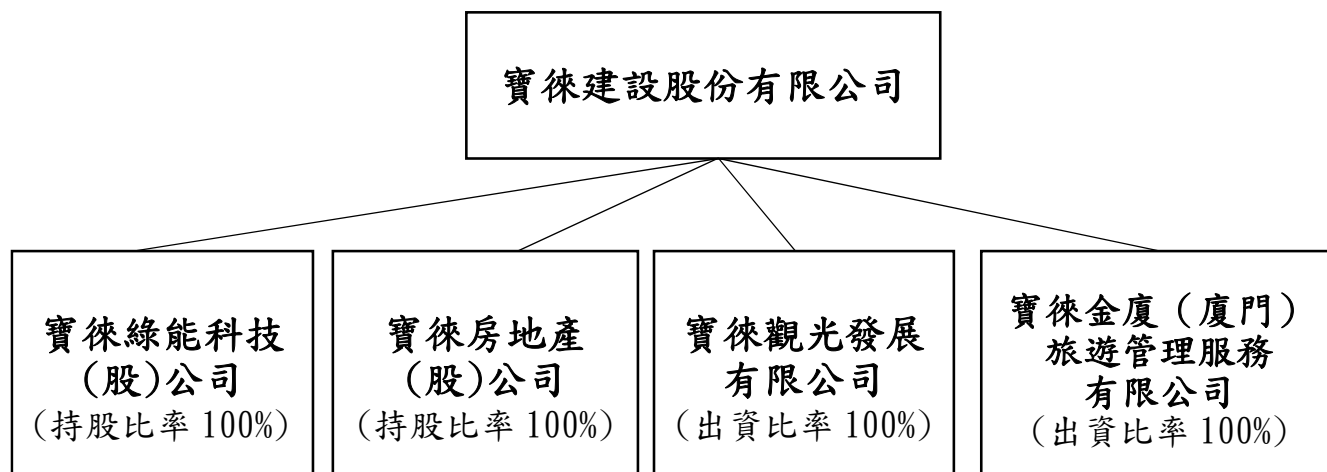 寶徠建設股份有限公司
寶徠綠能科技
(股)公司
(持股比率 100%)
寶徠房地產
(股)公司
(持股比率 100%)
寶徠觀光發展
有限公司
(出資比率 100%)
寶徠金廈（廈門）
旅遊管理服務
有限公司
(出資比率 100%)